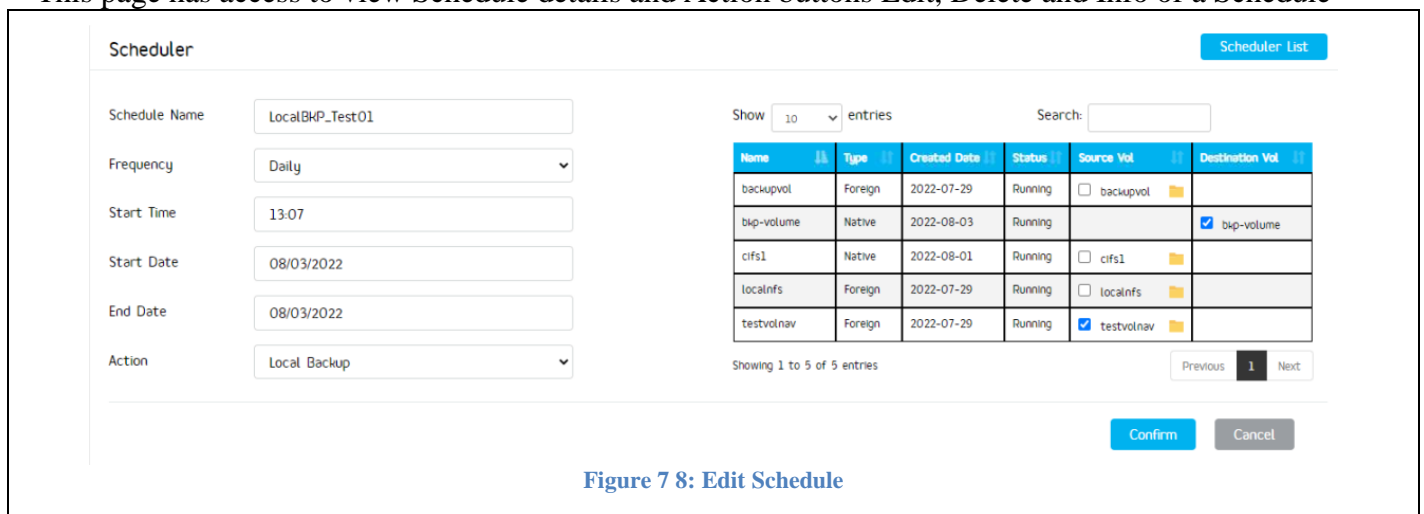 This page has access to view Schedule details and Action buttons Edit, Delete and Info of a Schedule
Scheduler
Scheduler List
Schedule Name LocalBKP_Test01
Frequency Daily
Start Time 13:07
Start Date 08/03/2022
End Date 08/03/2022
Action Local Backup
Show 10 entries Search:
Name Type Created Date Status Source Vol Destination Vol
backupvol Foreign 2022-07-29 Running backupvol
bkp-volume Native 2022-08-03 Running bkp-volume
cifs1 Native 2022-08-01 Running cifs1
localnfs Foreign 2022-07-29 Running localnfs
testvolnav Foreign 2022-07-29 Running testvolnav
Showing 1 to 5 of 5 entries
Previous 1 Next
Confirm Cancel
Figure 7 8: Edit Schedule